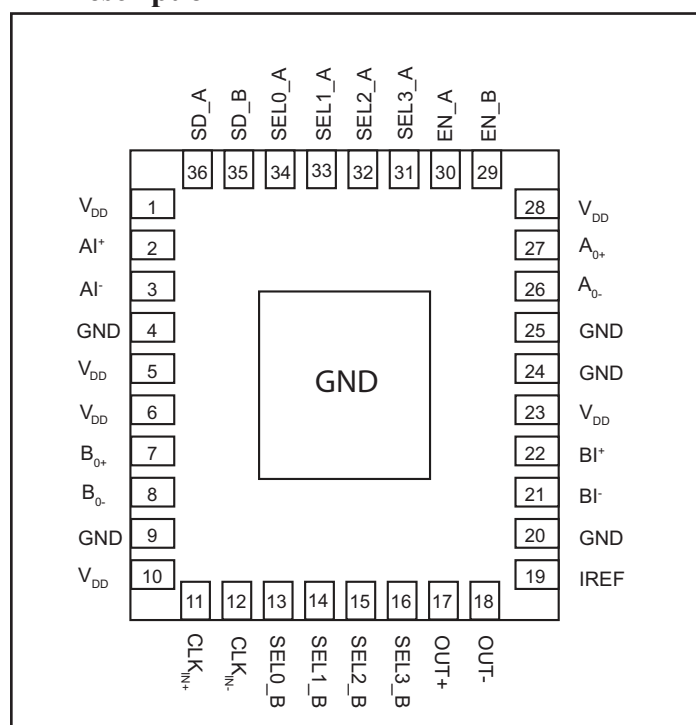 SD_A SD_B SEL0_A SEL1_A SEL2_A SEL3_A EN_A EN_B
36 35 34 33 32 31 30 29
VDD 1 28 VDD
AI+ 2 27 A0+
AI- 3 26 A0-
GND 4 25 GND
VDD 5 24 GND
GND
VDD 6 23 VDD
B0+ 7 22 BI+
B0- 8 21 BI-
GND 9 20 GND
VDD 10 19 IREF
11 12 13 14 15 16 17 18
CLKIN+ CLKIN- SEL0_B SEL1_B SEL2_B SEL3_B OUT+ OUT-